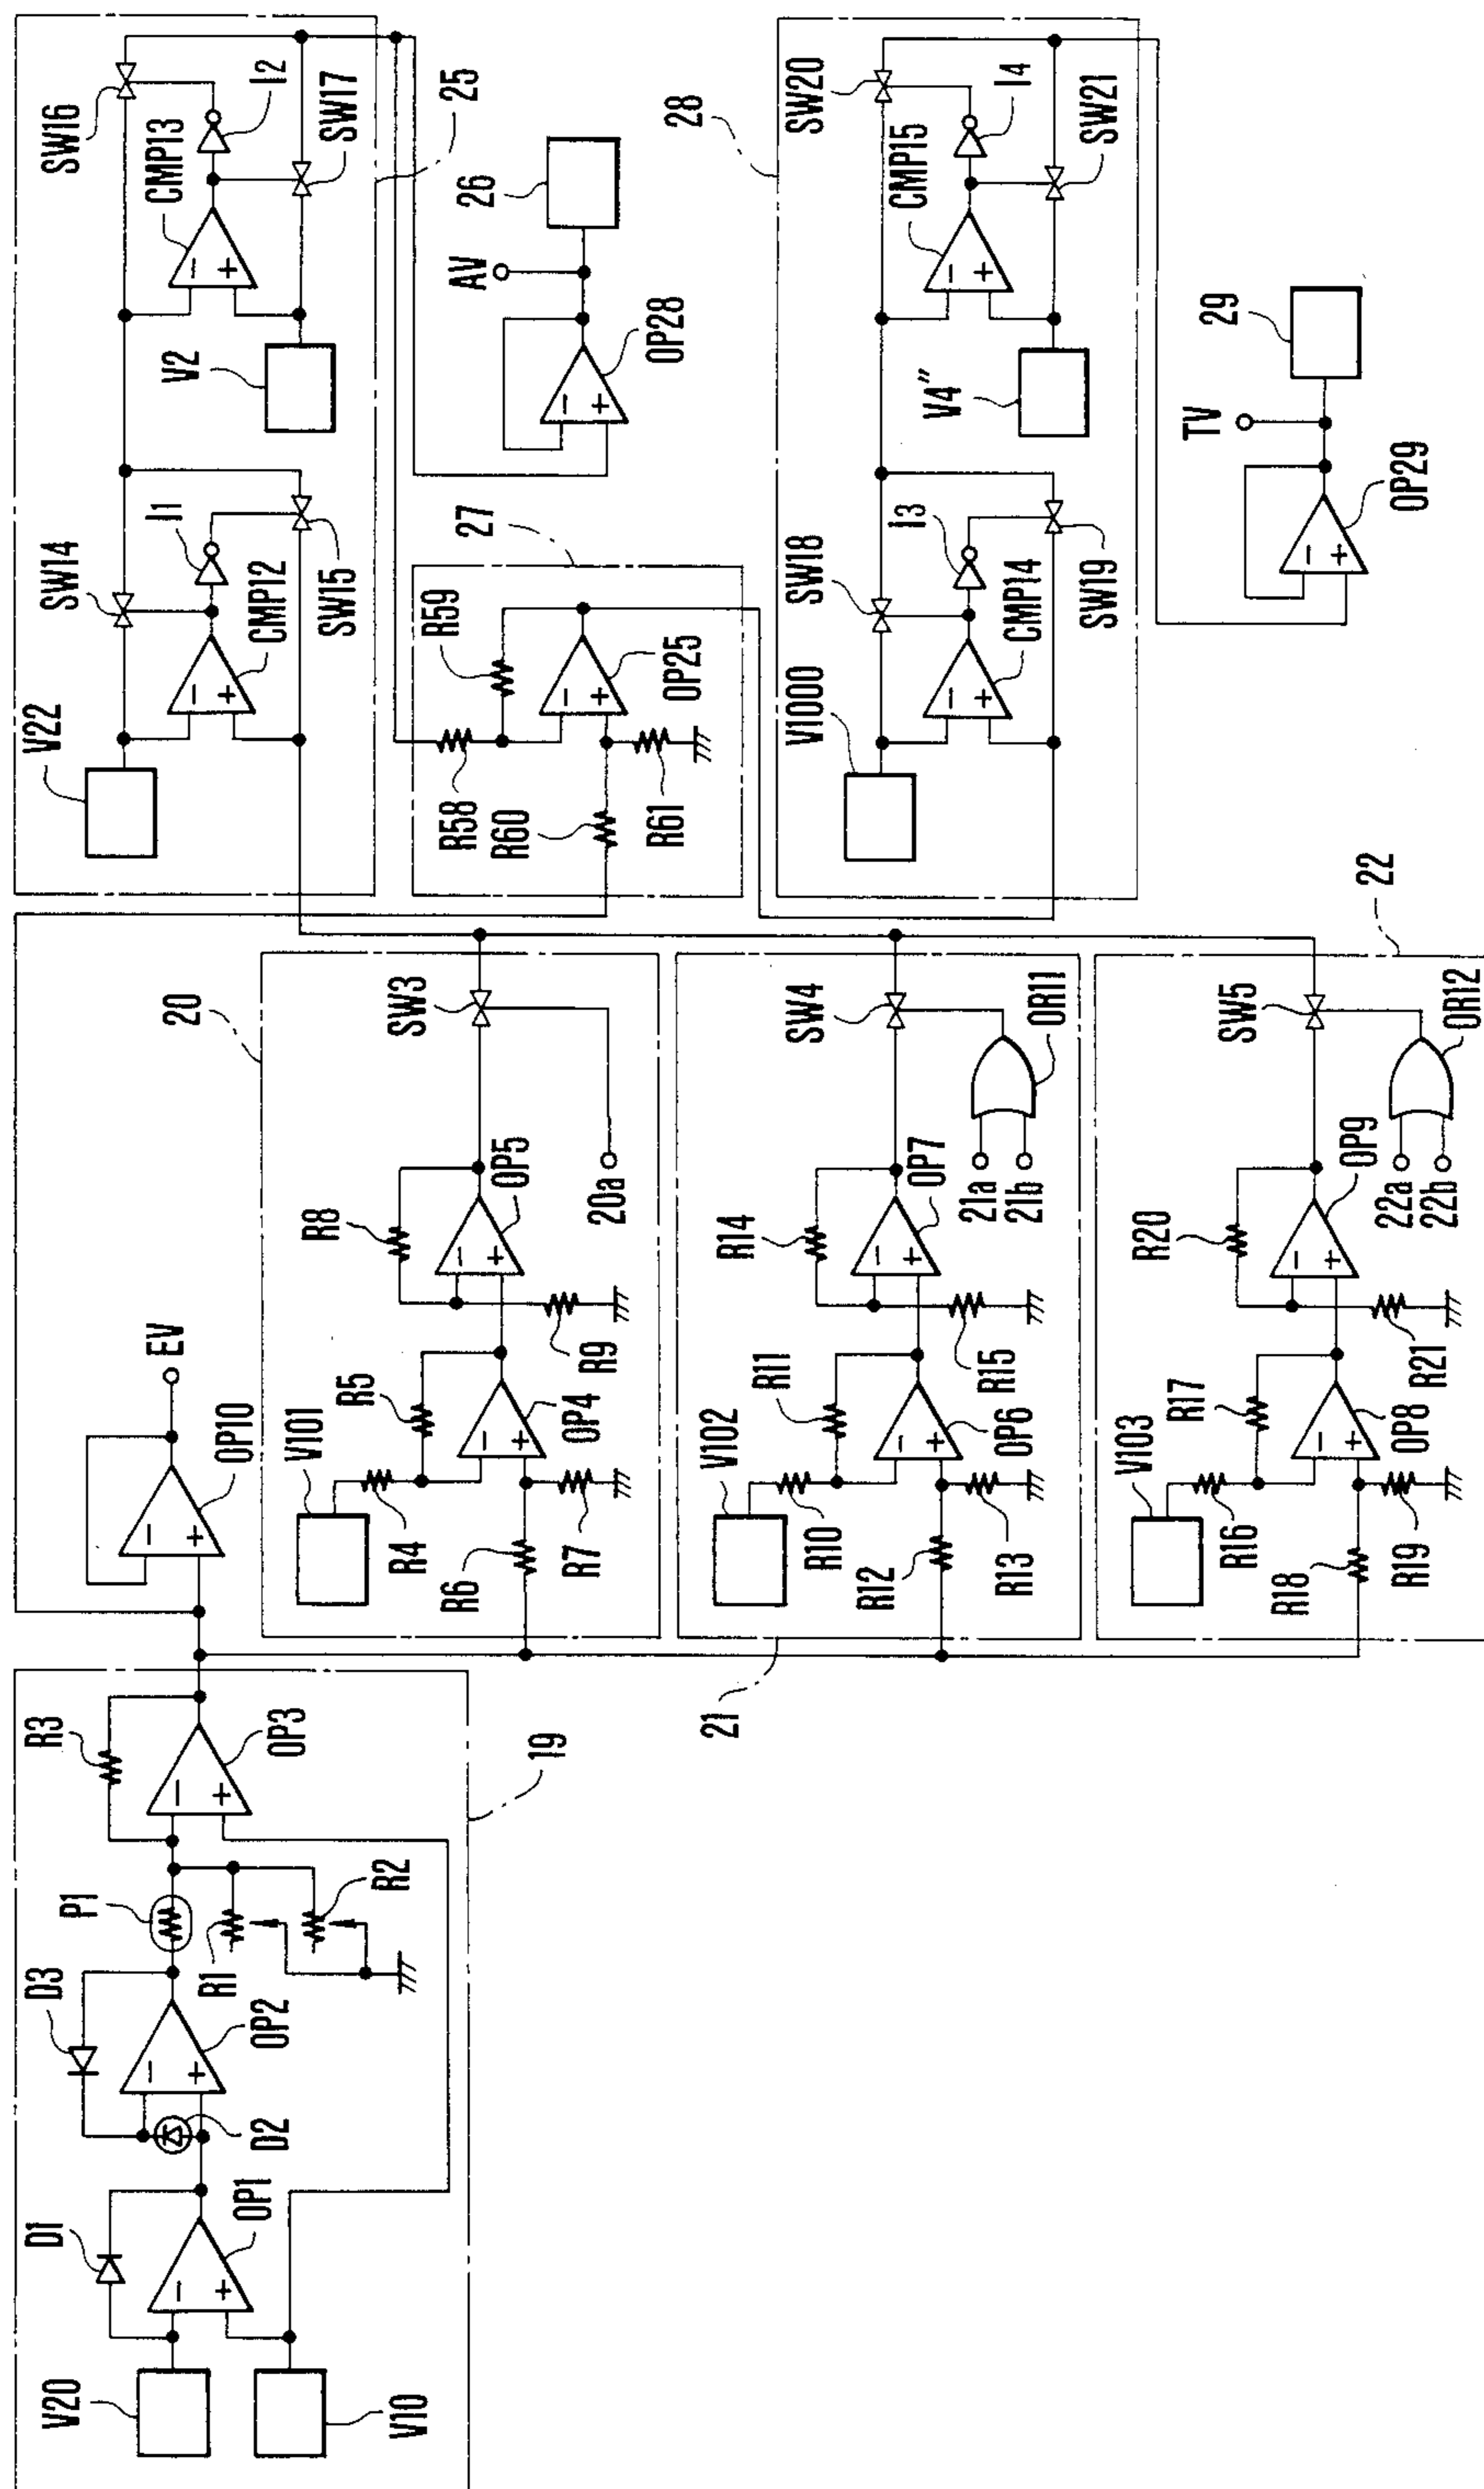 V20
V10
D1
OP1
D2
D3
OP2
P1
R1
R2
R3
OP3
19
EV
OP10
20
V101
R4
R5
R6
R7
OP4
R8
R9
OP5
SW3
20a
21
V102
R10
R11
R12
R13
OP6
R14
R15
OP7
SW4
21a
21b
OR11
22
V103
R16
R17
R18
R19
OP8
R20
R21
OP9
SW5
22a
22b
OR12
V22
SW14
I1
CMP12
SW15
V2
SW16
CMP13
I2
SW17
25
27
R58
R59
R60
R61
OP25
AV
26
OP28
28
V1000
SW18
I3
CMP14
SW19
V4"
SW20
CMP15
I4
SW21
TV
29
OP29
−
+
−
+
−
+
−
+
−
+
−
+
−
+
−
+
−
+
−
+
−
+
−
+
−
+
−
+
−
+
−
+
−
+